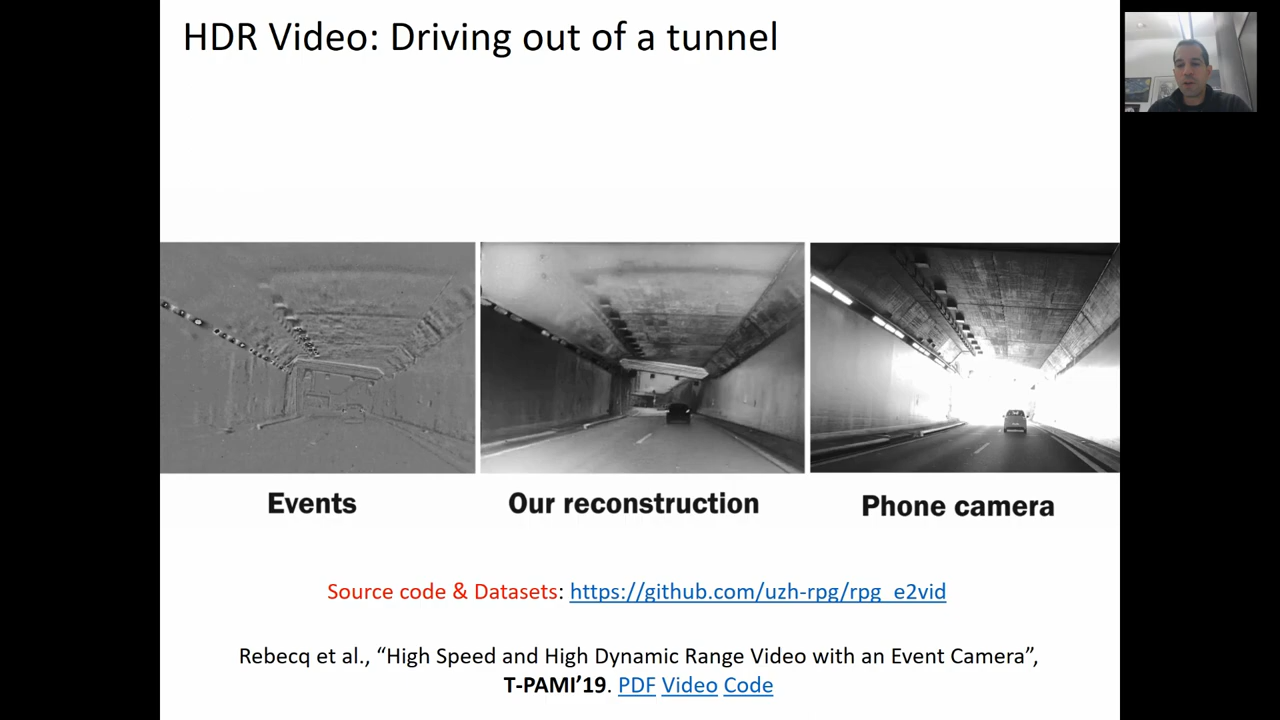 HDR Video: Driving out of a tunnel
Events
Our reconstruction
Phone camera
Source code & Datasets: https://github.com/uzh-rpg/rpg_e2vid
Rebecq et al., “High Speed and High Dynamic Range Video with an Event Camera”,
T-PAMI’19. PDF Video Code